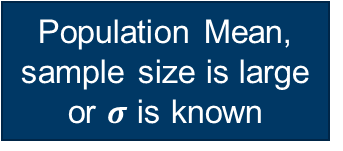 Population Mean,
sample size is large
or σ is known